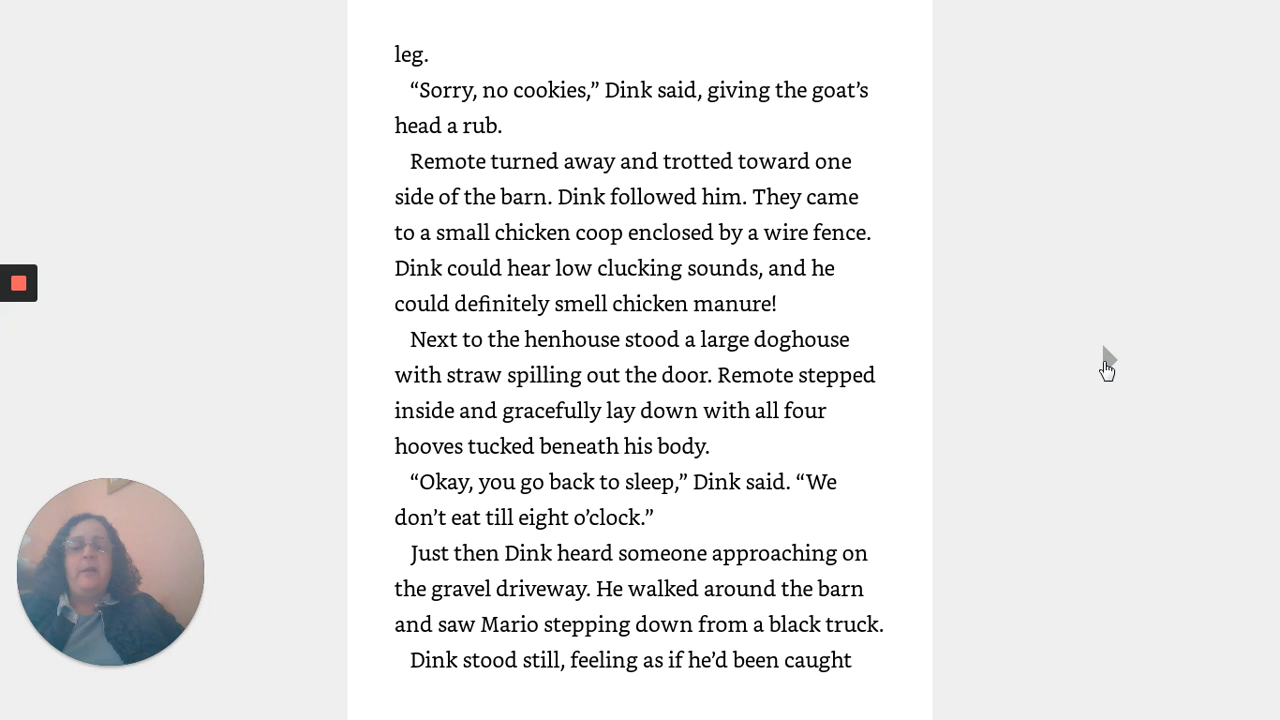 leg.
“Sorry, no cookies,” Dink said, giving the goat’s
head a rub.
Remote turned away and trotted toward one
side of the barn. Dink followed him. They came
to a small chicken coop enclosed by a wire fence.
Dink could hear low clucking sounds, and he
could definitely smell chicken manure!
Next to the henhouse stood a large doghouse
with straw spilling out the door. Remote stepped
inside and gracefully lay down with all four
hooves tucked beneath his body.
“Okay, you go back to sleep,” Dink said. “We
don’t eat till eight o’clock.”
Just then Dink heard someone approaching on
the gravel driveway. He walked around the barn
and saw Mario stepping down from a black truck.
Dink stood still, feeling as if he’d been caught